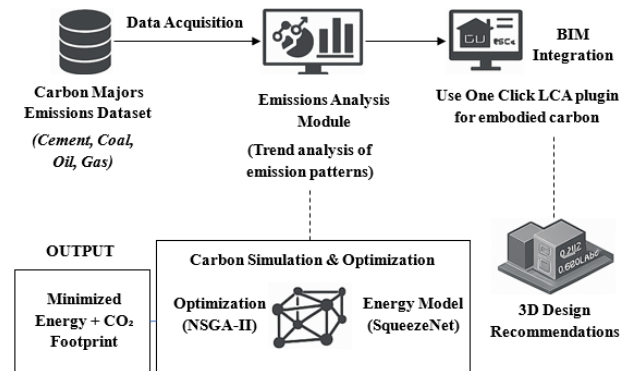 Data Acquisition
BIM
Integration
Carbon Majors
Emissions Dataset
(Cement, Coal,
Oil, Gas)
Emissions Analysis
Module
(Trend analysis of
emission patterns)
Use One Click LCA plugin
for embodied carbon
OUTPUT
Minimized
Energy + CO₂
Footprint
Carbon Simulation & Optimization
Optimization
(NSGA-II)
Energy Model
(SqueezeNet)
3D Design
Recommendations